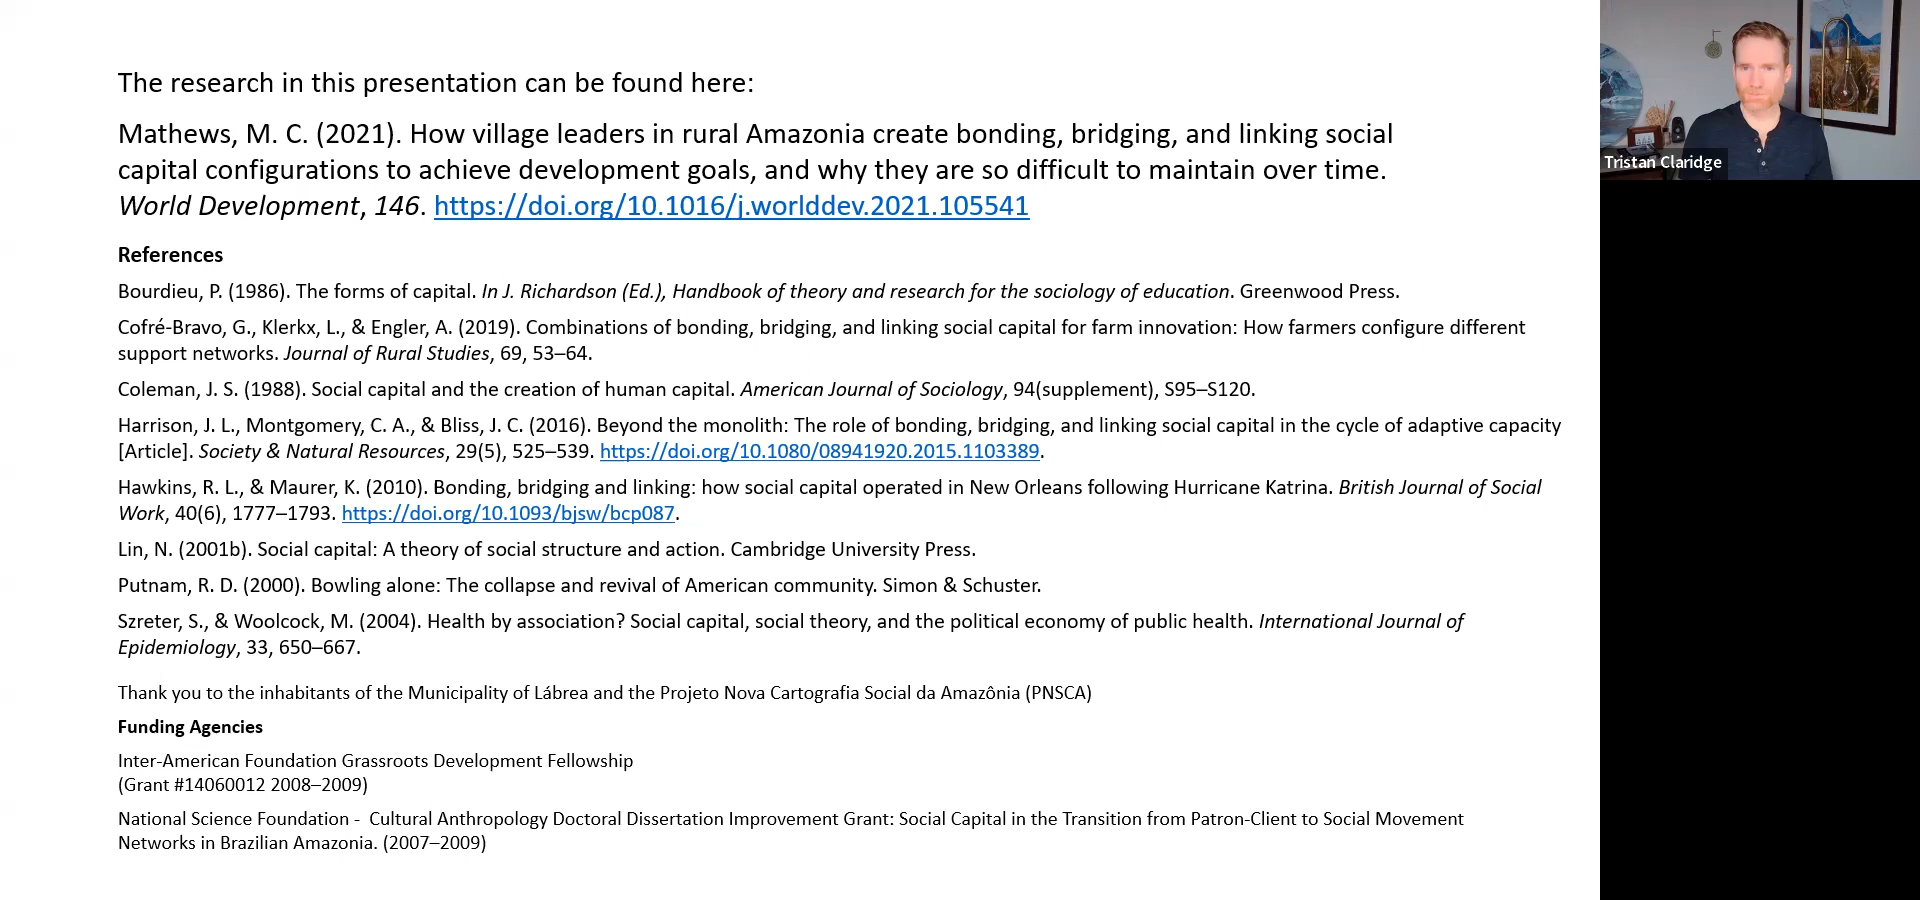 The research in this presentation can be found here:
Mathews, M. C. (2021). How village leaders in rural Amazonia create bonding, bridging, and linking social
capital configurations to achieve development goals, and why they are so difficult to maintain over time.
World Development, 146. https://doi.org/10.1016/j.worlddev.2021.105541
References
Bourdieu, P. (1986). The forms of capital. In J. Richardson (Ed.), Handbook of theory and research for the sociology of education. Greenwood Press.
Cofré-Bravo, G., Klerkx, L., & Engler, A. (2019). Combinations of bonding, bridging, and linking social capital for farm innovation: How farmers configure different
support networks. Journal of Rural Studies, 69, 53–64.
Coleman, J. S. (1988). Social capital and the creation of human capital. American Journal of Sociology, 94(supplement), S95–S120.
Harrison, J. L., Montgomery, C. A., & Bliss, J. C. (2016). Beyond the monolith: The role of bonding, bridging, and linking social capital in the cycle of adaptive capacity
[Article]. Society & Natural Resources, 29(5), 525–539. https://doi.org/10.1080/08941920.2015.1103389.
Hawkins, R. L., & Maurer, K. (2010). Bonding, bridging and linking: how social capital operated in New Orleans following Hurricane Katrina. British Journal of Social
Work, 40(6), 1777–1793. https://doi.org/10.1093/bjsw/bcp087.
Lin, N. (2001b). Social capital: A theory of social structure and action. Cambridge University Press.
Putnam, R. D. (2000). Bowling alone: The collapse and revival of American community. Simon & Schuster.
Szreter, S., & Woolcock, M. (2004). Health by association? Social capital, social theory, and the political economy of public health. International Journal of
Epidemiology, 33, 650–667.
Thank you to the inhabitants of the Municipality of Lábrea and the Projeto Nova Cartografia Social da Amazônia (PNSCA)
Funding Agencies
Inter-American Foundation Grassroots Development Fellowship
(Grant #14060012 2008–2009)
National Science Foundation - Cultural Anthropology Doctoral Dissertation Improvement Grant: Social Capital in the Transition from Patron-Client to Social Movement
Networks in Brazilian Amazonia. (2007–2009)
Tristan Claridge